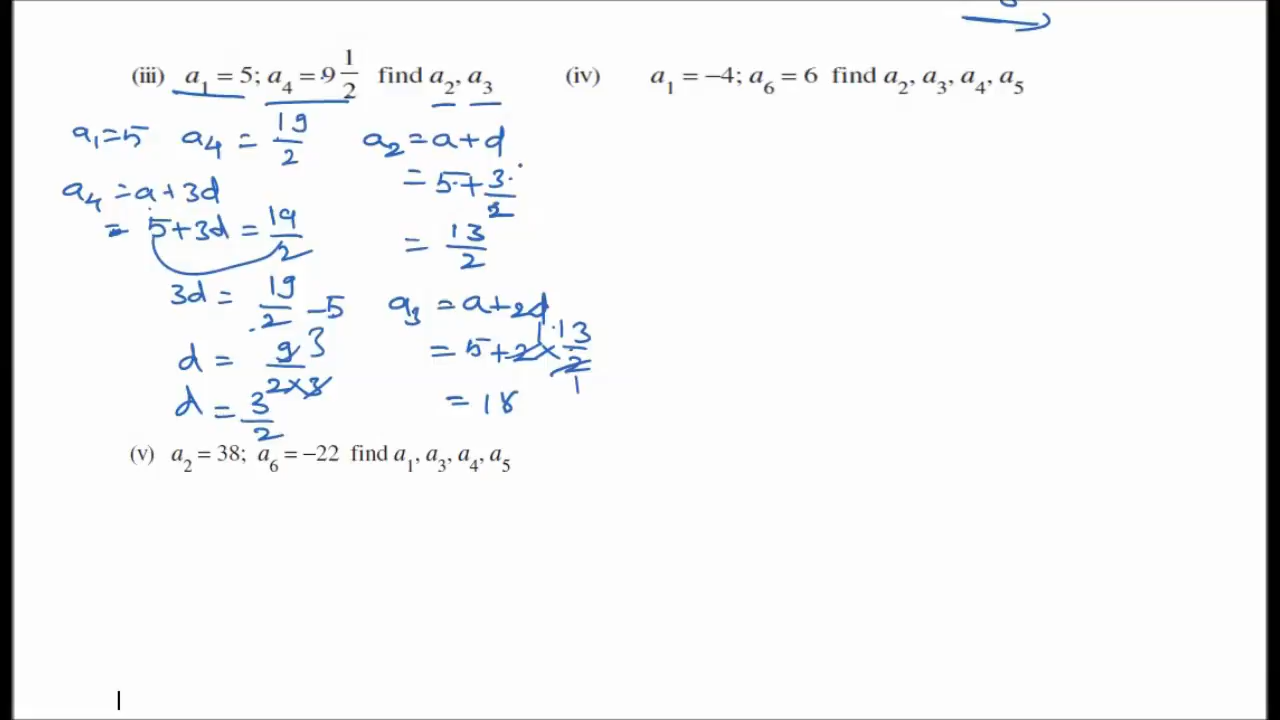 (iii) a₁ = 5; a₄ = 9 1/2 find a₂, a₃
(iv) a₁ = –4; a₆ = 6 find a₂, a₃, a₄, a₅
a₁=5 a₄ = 19/2
a₄ = a+3d
= 5+3d = 19/2
3d = 19/2 –5
d = 9/2×3 3
d = 3/2
a₂ = a+d
= 5+3/2
= 13/2
a₃ = a+2d
= 5+2×13/2 1 1
= 18
(v) a₂ = 38; a₆ = –22 find a₁, a₃, a₄, a₅